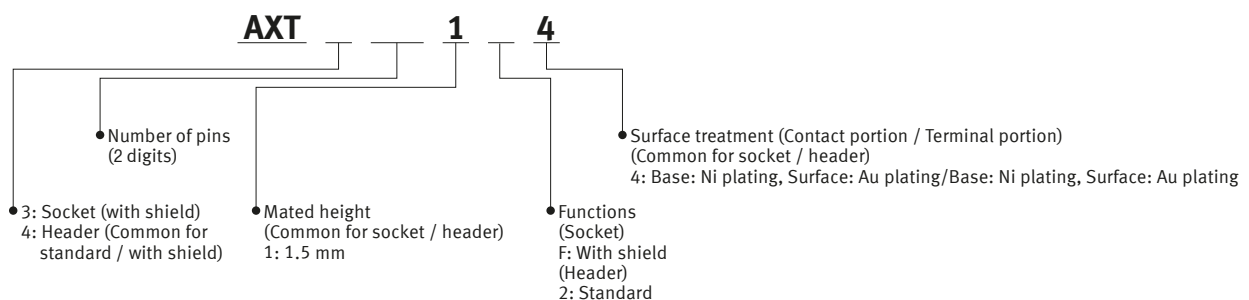 AXT 1 4
Number of pins
(2 digits)
Surface treatment (Contact portion / Terminal portion)
(Common for socket / header)
4: Base: Ni plating, Surface: Au plating/Base: Ni plating, Surface: Au plating
3: Socket (with shield)
4: Header (Common for
standard / with shield)
Mated height
(Common for socket / header)
1: 1.5 mm
Functions
(Socket)
F: With shield
(Header)
2: Standard